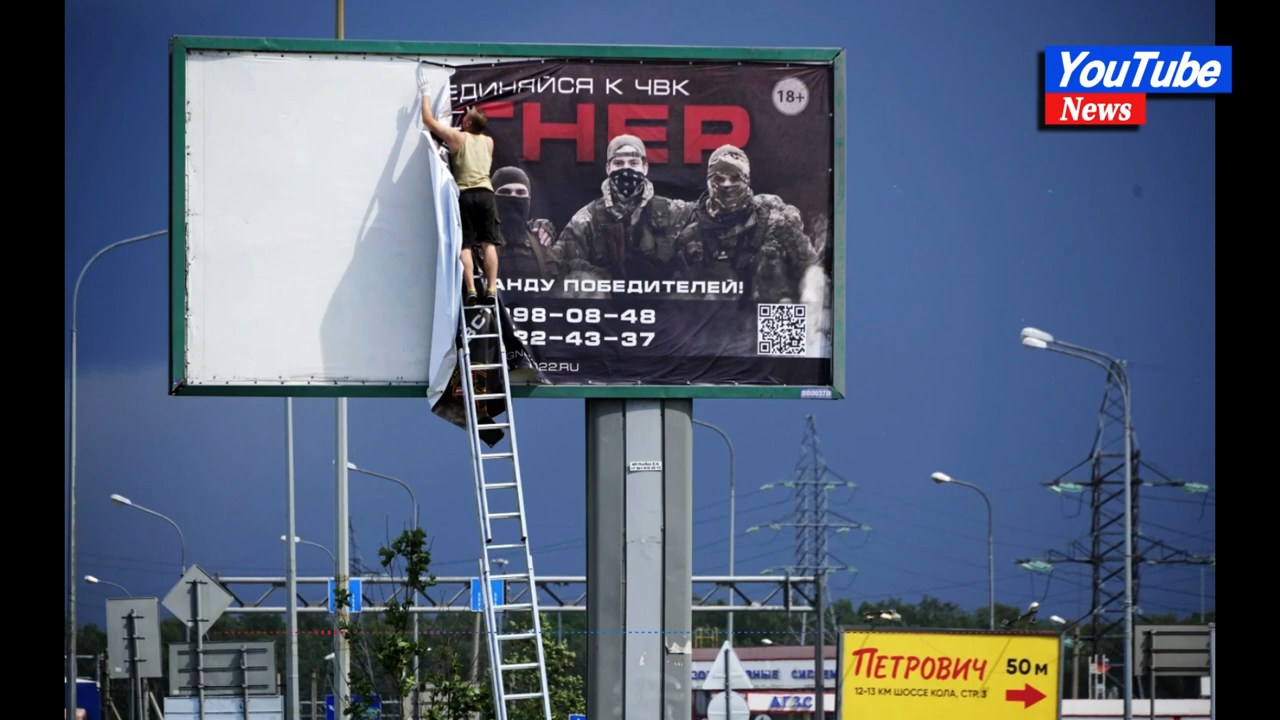 YouTube
News
ЕДИНЯЙСЯ К ЧВК
18+
ГНЕР
АНДУ ПОБЕДИТЕЛЕЙ!
98-08-48
22-43-37
22.RU
ПЕТРОВИЧ
50 м
12-13 КМ ШОССЕ КОЛА, СТР.3
АГЗС